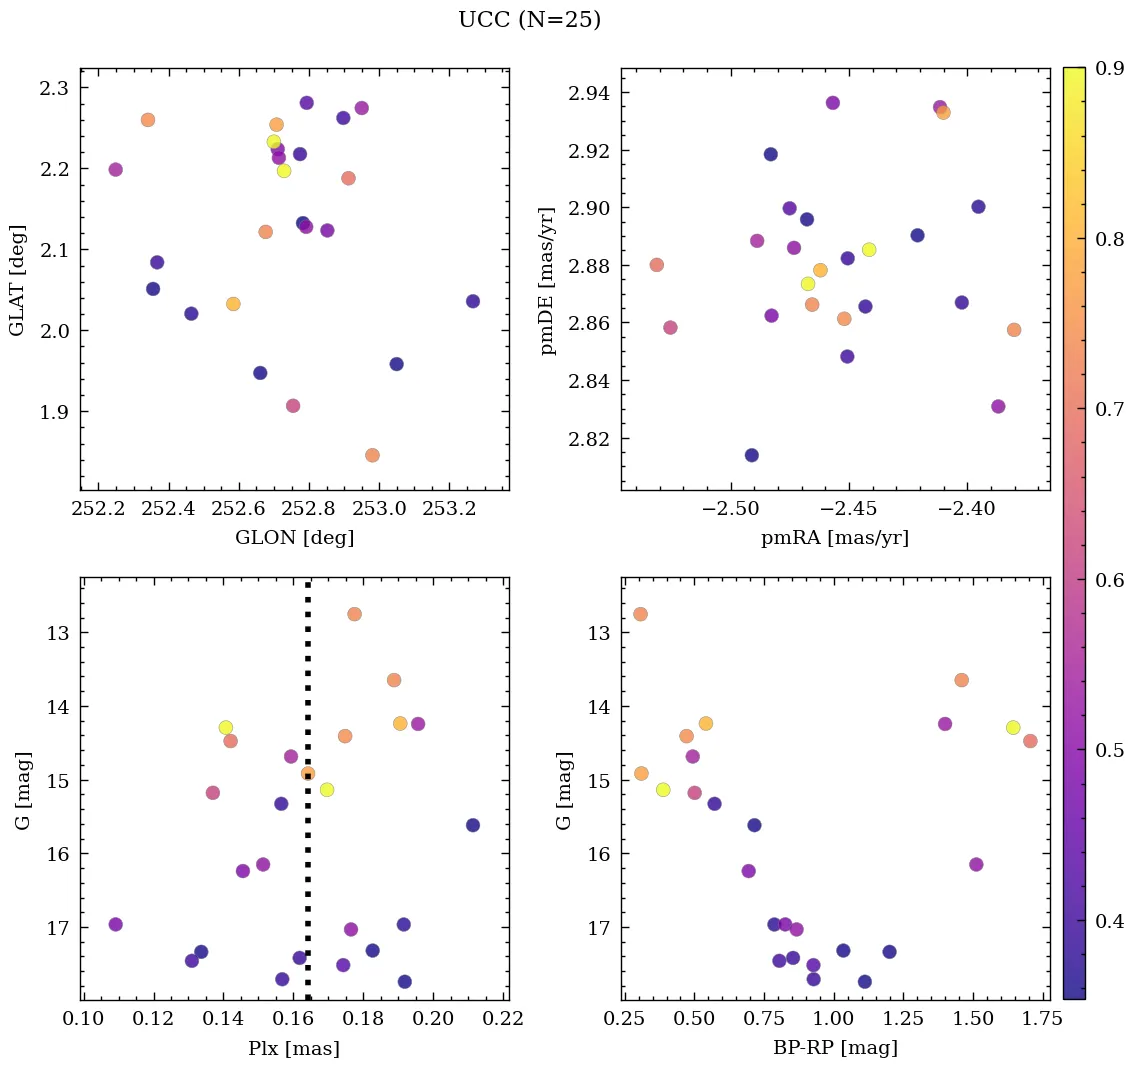 UCC (N=25)
2.3
2.2
2.1
2.0
1.9
GLAT [deg]
252.2 252.4 252.6 252.8 253.0 253.2
GLON [deg]
2.94
2.92
2.90
2.88
2.86
2.84
2.82
pmDE [mas/yr]
−2.50 −2.45 −2.40
pmRA [mas/yr]
0.9
0.8
0.7
0.6
0.5
0.4
13
14
15
16
17
G [mag]
0.10 0.12 0.14 0.16 0.18 0.20 0.22
Plx [mas]
13
14
15
16
17
G [mag]
0.25 0.50 0.75 1.00 1.25 1.50 1.75
BP-RP [mag]